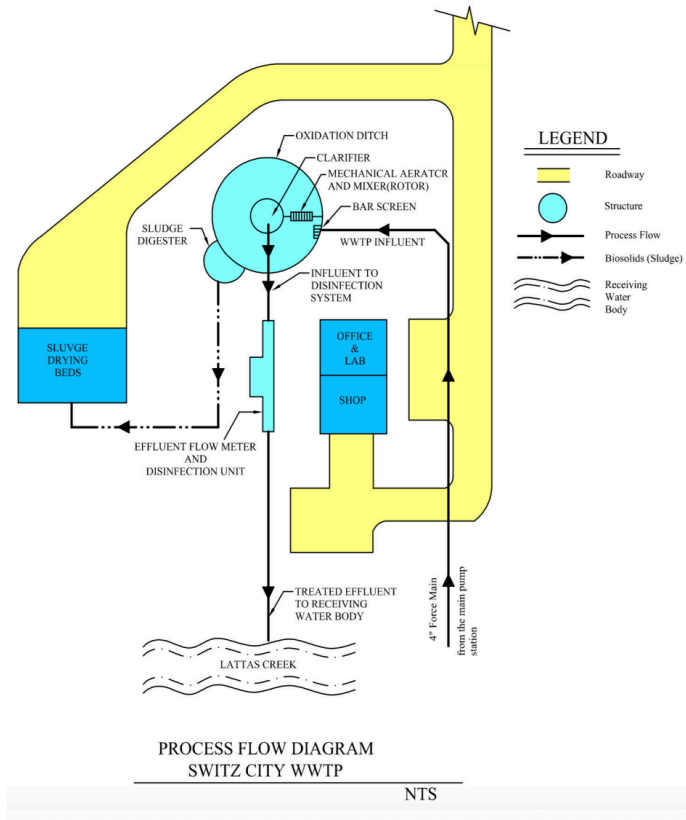 OXIDATION DITCH
CLARIFIER
MECHANICAL AERATCR
AND MIXER(ROTOR)
BAR SCREEN
WWTP INFLUENT
SLUDGE
DIGESTER
INFLUENT TO
DISINFECTION
SYSTEM
SLUVGE
DRYING
BEDS
OFFICE
&
LAB
SHOP
EFFLUENT FLOW METER
AND
DISINFECTION UNIT
TREATED EFFLUENT
TO RECEIVING
WATER BODY
LATTAS CREEK
4" Force Main
from the main pump
station
LEGEND
Roadway
Structure
Process Flow
Biosolids (Sludge)
Receiving
Water
Body
PROCESS FLOW DIAGRAM
SWITZ CITY WWTP
NTS